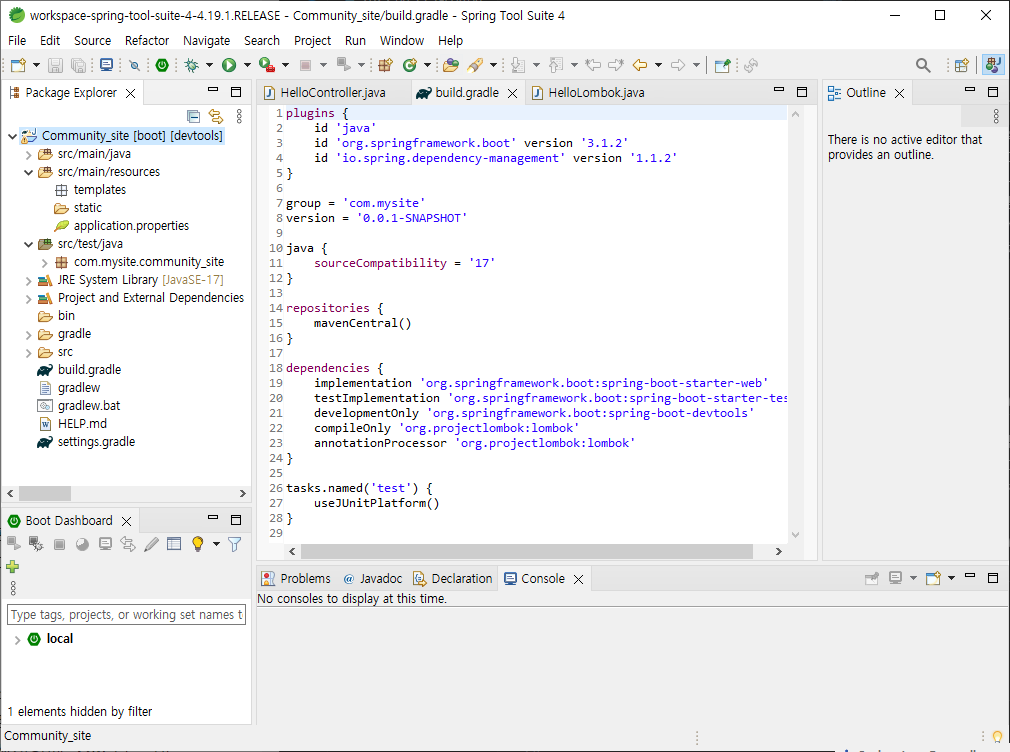 workspace-spring-tool-suite-4-4.19.1.RELEASE - Community_site/build.gradle - Spring Tool Suite 4
File Edit Source Refactor Navigate Search Project Run Window Help
Package Explorer
Community_site [boot] [devtools]
src/main/java
src/main/resources
templates
static
application.properties
src/test/java
com.mysite.community_site
JRE System Library [JavaSE-17]
Project and External Dependencies
bin
gradle
src
build.gradle
gradlew
gradlew.bat
HELP.md
settings.gradle
Boot Dashboard
Type tags, projects, or working set names t
local
1 elements hidden by filter
HelloController.java build.gradle HelloLombok.java
1 plugins {
2 id 'java'
3 id 'org.springframework.boot' version '3.1.2'
4 id 'io.spring.dependency-management' version '1.1.2'
5 }
6
7 group = 'com.mysite'
8 version = '0.0.1-SNAPSHOT'
9
10 java {
11 sourceCompatibility = '17'
12 }
13
14 repositories {
15 mavenCentral()
16 }
17
18 dependencies {
19 implementation 'org.springframework.boot:spring-boot-starter-web'
20 testImplementation 'org.springframework.boot:spring-boot-starter-tes
21 developmentOnly 'org.springframework.boot:spring-boot-devtools'
22 compileOnly 'org.projectlombok:lombok'
23 annotationProcessor 'org.projectlombok:lombok'
24 }
25
26 tasks.named('test') {
27 useJUnitPlatform()
28 }
29
Outline
There is no active editor that
provides an outline.
Problems @ Javadoc Declaration Console
No consoles to display at this time.
Community_site